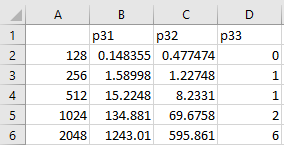 A B C D
1 p31 p32 p33
2 128 0.148355 0.477474 0
3 256 1.58998 1.22748 1
4 512 15.2248 8.2331 1
5 1024 134.881 69.6758 2
6 2048 1243.01 595.861 6